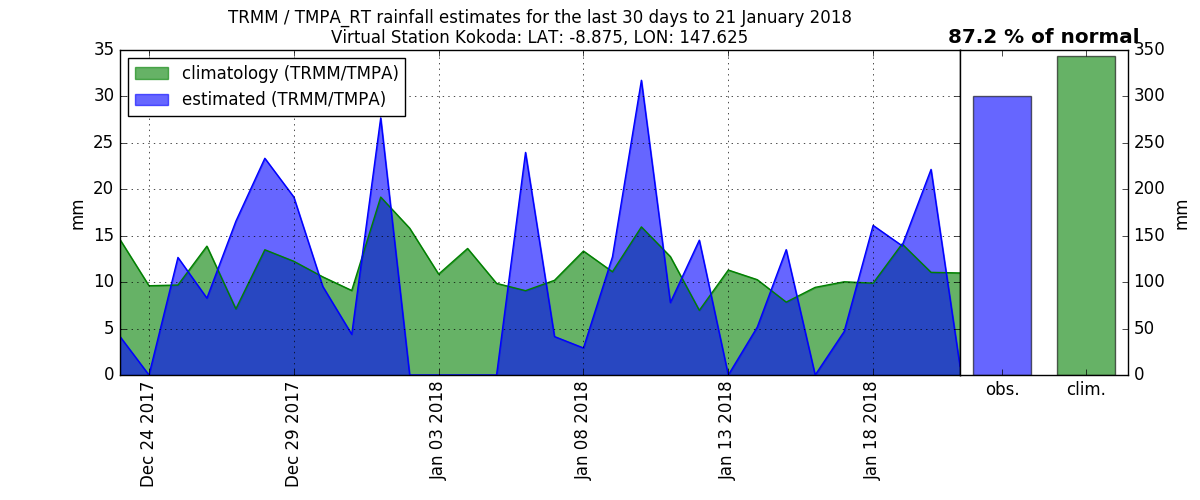 TRMM / TMPA_RT rainfall estimates for the last 30 days to 21 January 2018
Virtual Station Kokoda: LAT: -8.875, LON: 147.625
87.2 % of normal
climatology (TRMM/TMPA)
estimated (TRMM/TMPA)
35
30
25
20
15
10
5
0
mm
Dec 24 2017
Dec 29 2017
Jan 03 2018
Jan 08 2018
Jan 13 2018
Jan 18 2018
350
300
250
200
150
100
50
0
mm
obs.
clim.